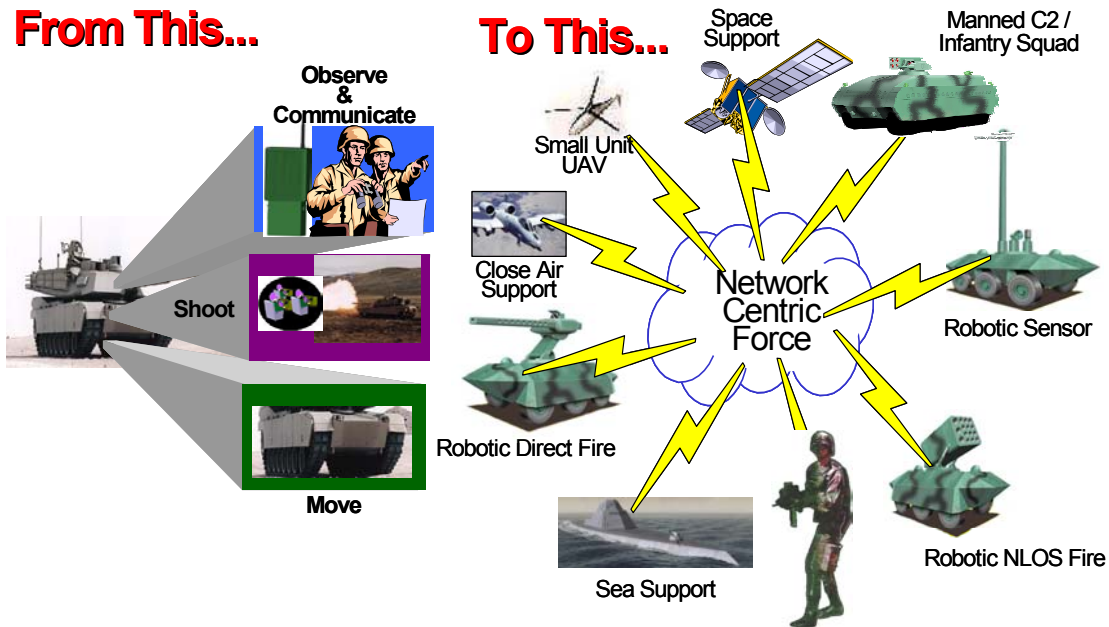 From This...
Observe
&
Communicate
Shoot
Move
To This...
Space
Support
Manned C2 /
Infantry Squad
Small Unit
UAV
Close Air
Support
Network
Centric
Force
Robotic Sensor
Robotic Direct Fire
Robotic NLOS Fire
Sea Support